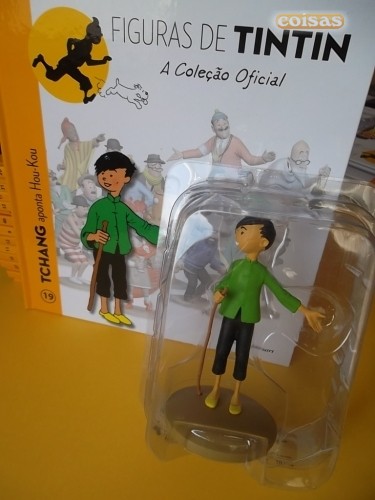 coisas
FIGURAS DE TINTIN
A Coleção Oficial
TCHANG aponta Hou-Kou
19